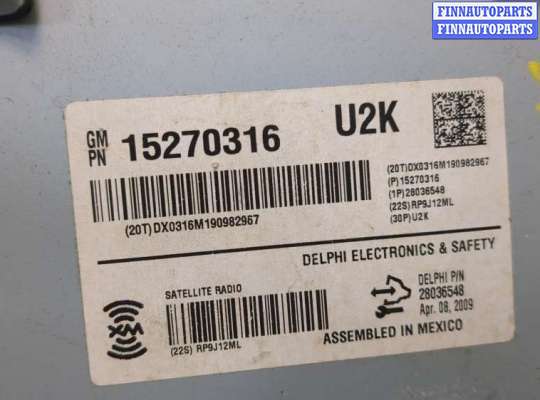 FINNAUTOPARTS
FINNAUTOPARTS
GM PN 15270316 U2K
(20T)DX0316M190982967
(20T)DX0316M190982967
(P)15270316
(1P)28036548
(22S)RP9J12ML
(30P)U2K
DELPHI ELECTRONICS & SAFETY
SATELLITE RADIO
XM
(22S) RP9J12ML
DELPHI P/N
28036548
Apr. 08, 2009
ASSEMBLED IN MEXICO